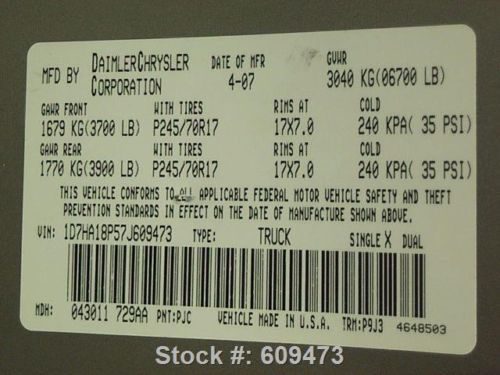 MFD BY DAIMLERCHRYSLER CORPORATION DATE OF MFR 4-07 GVWR 3040 KG(06700 LB)
GAWR FRONT WITH TIRES RIMS AT COLD
1679 KG(3700 LB) P245/70R17 17X7.0 240 KPA( 35 PSI)
GAWR REAR WITH TIRES RIMS AT COLD
1770 KG(3900 LB) P245/70R17 17X7.0 240 KPA( 35 PSI)
THIS VEHICLE CONFORMS TO ALL APPLICABLE FEDERAL MOTOR VEHICLE SAFETY AND THEFT
PREVENTION STANDARDS IN EFFECT ON THE DATE OF MANUFACTURE SHOWN ABOVE.
VIN: 1D7HA18P57J609473 TYPE: TRUCK SINGLE X DUAL
MDH: 043011 729AA PNT:PJC VEHICLE MADE IN U.S.A. TRM:P9J3 4648503
Stock #: 609473